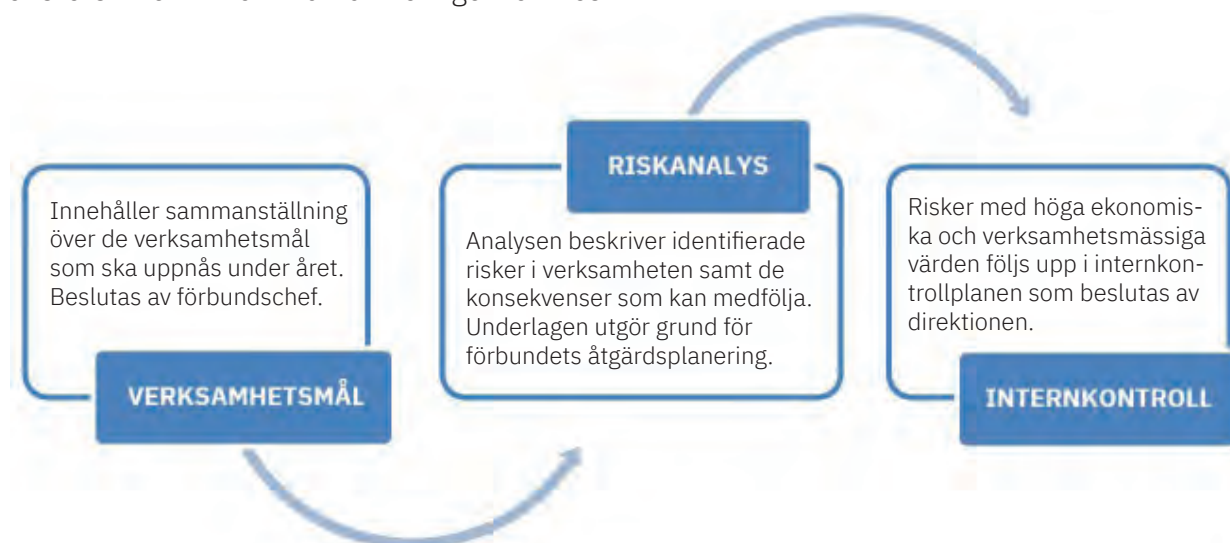 Innehåller sammanställning
över de verksamhetsmål
som ska uppnås under året.
Beslutas av förbundschef.
VERKSAMHETSMÅL
RISKANALYS
Analysen beskriver identifierade
risker i verksamheten samt de
konsekvenser som kan medfölja.
Underlagen utgör grund för
förbundets åtgärdsplanering.
Risker med höga ekonomis-
ka och verksamhetsmässiga
värden följs upp i internkon-
trollplanen som beslutas av
direktionen.
INTERNKONTROLL